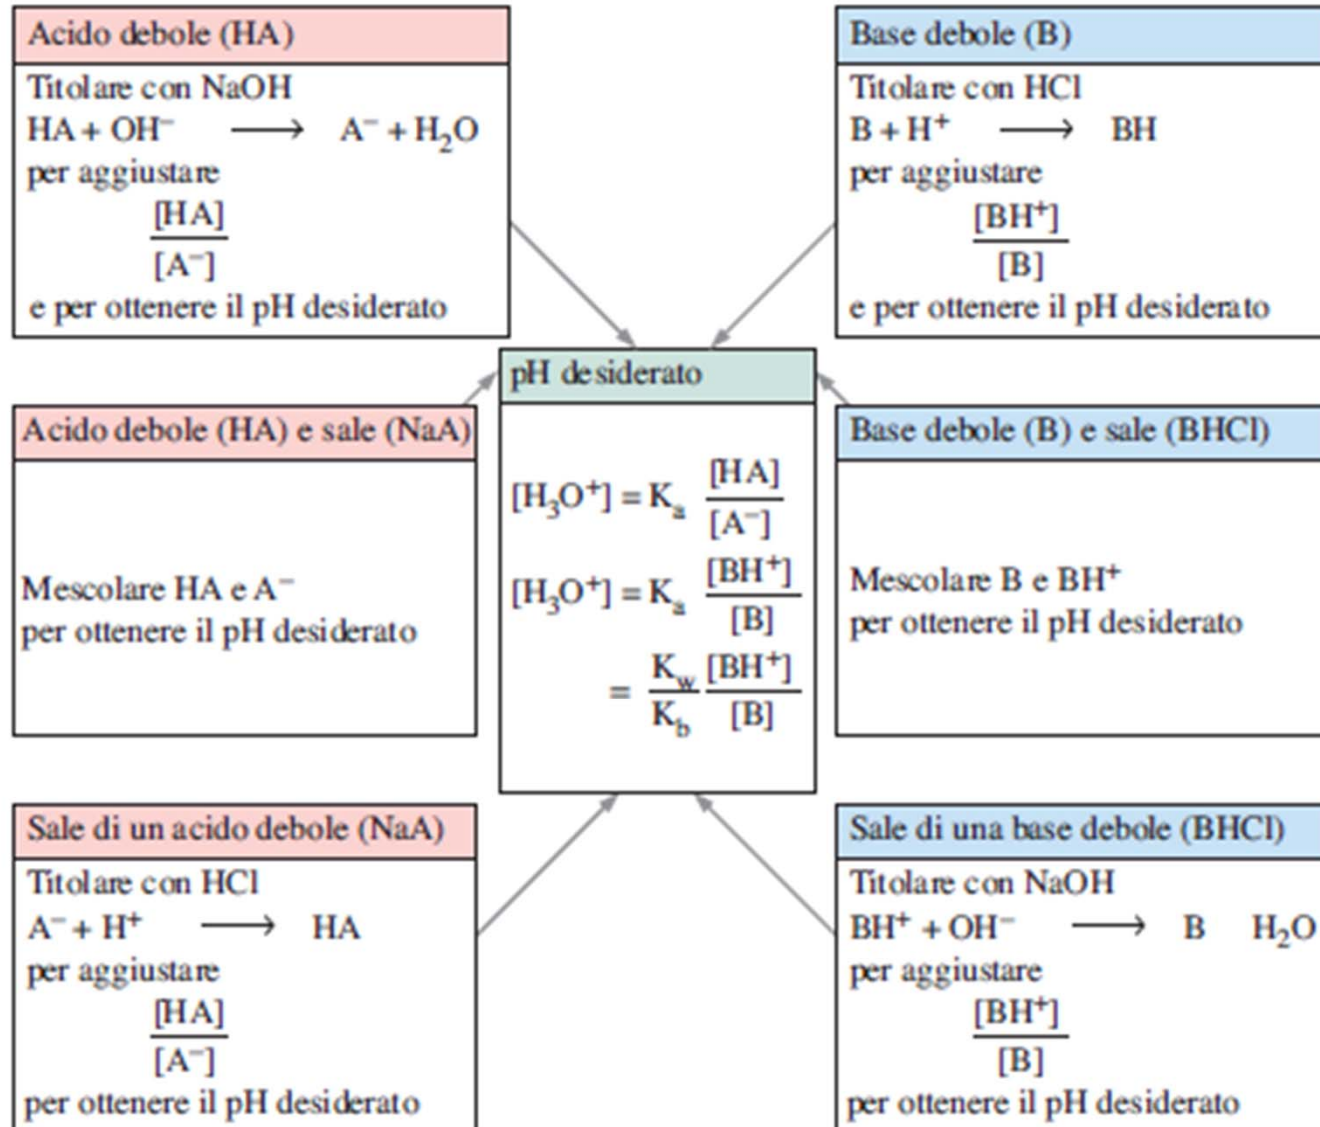 Acido debole (HA)
Titolare con NaOH
HA + OH⁻ ⟶ A⁻ + H₂O
per aggiustare
[HA]
[A⁻]
e per ottenere il pH desiderato
Base debole (B)
Titolare con HCl
B + H⁺ ⟶ BH
per aggiustare
[BH⁺]
[B]
e per ottenere il pH desiderato
Acido debole (HA) e sale (NaA)
Mescolare HA e A⁻
per ottenere il pH desiderato
pH desiderato
[H₃O⁺] = Kₐ [HA]
[A⁻]
[H₃O⁺] = Kₐ [BH⁺]
[B]
= K_w [BH⁺]
K_b [B]
Base debole (B) e sale (BHCl)
Mescolare B e BH⁺
per ottenere il pH desiderato
Sale di un acido debole (NaA)
Titolare con HCl
A⁻ + H⁺ ⟶ HA
per aggiustare
[HA]
[A⁻]
per ottenere il pH desiderato
Sale di una base debole (BHCl)
Titolare con NaOH
BH⁺ + OH⁻ ⟶ B H₂O
per aggiustare
[BH⁺]
[B]
per ottenere il pH desiderato